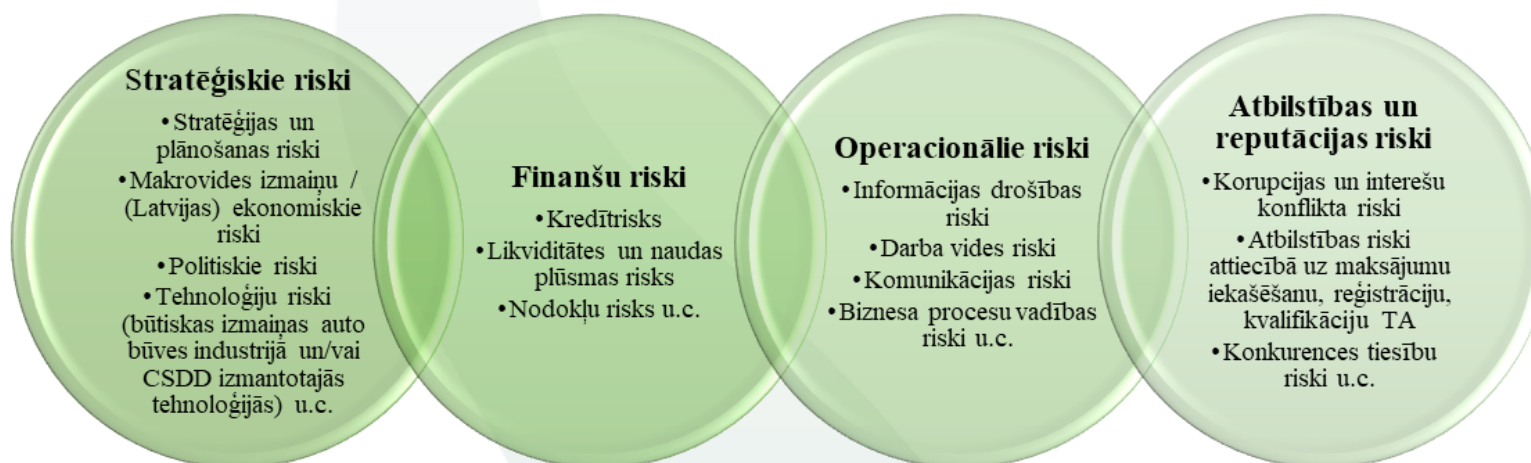 Stratēģiskie riski
•Stratēģijas un
plānošanas riski
•Makrovides izmaiņu /
(Latvijas) ekonomiskie
riski
•Politiskie riski
•Tehnoloģiju riski
(būtiskas izmaiņas auto
būves industrijā un/vai
CSDD izmantotajās
tehnoloģijās) u.c.
Finanšu riski
•Kredītrisks
•Likviditātes un naudas
plūsmas risks
•Nodokļu risks u.c.
Operacionālie riski
•Informācijas drošības
riski
•Darba vides riski
•Komunikācijas riski
•Biznesa procesu vadības
riski u.c.
Atbilstības un
reputācijas riski
•Korupcijas un interešu
konflikta riski
•Atbilstības riski
attiecībā uz maksājumu
iekašēšanu, reģistrāciju,
kvalifikāciju TA
•Konkurences tiesību
riski u.c.